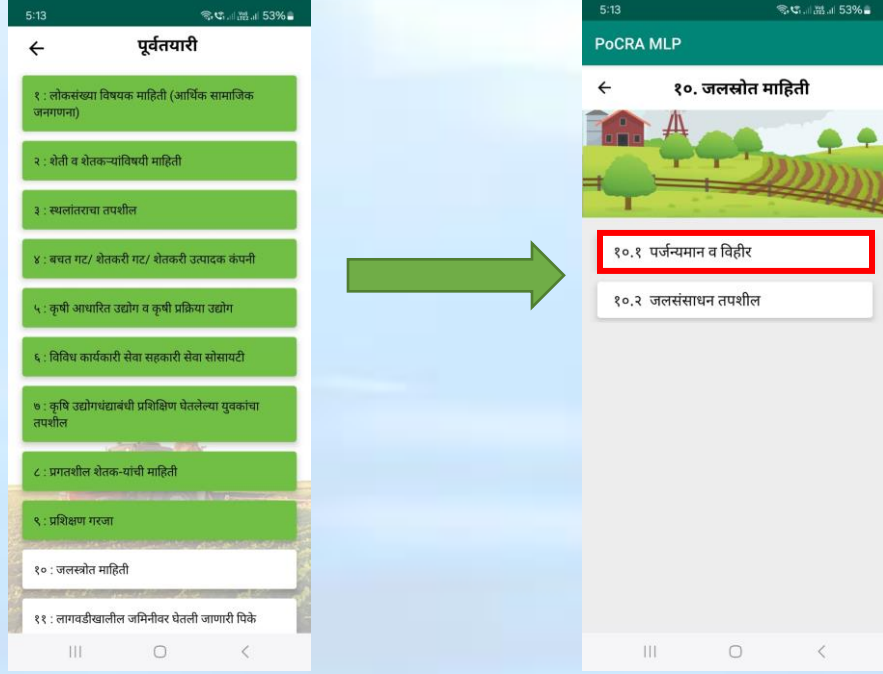 5:13
53%
पूर्वतयारी
१ : लोकसंख्या विषयक माहिती (आर्थिक सामाजिक
जनगणना)
२ : शेती व शेतकऱ्यांविषयी माहिती
३ : स्थलांतराचा तपशील
४ : बचत गट/ शेतकरी गट/ शेतकरी उत्पादक कंपनी
५ : कृषी आधारित उद्योग व कृषी प्रक्रिया उद्योग
६ : विविध कार्यकारी सेवा सहकारी सेवा सोसायटी
७ : कृषि उद्योगधंद्याबंधी प्रशिक्षिण घेतलेल्या युवकांचा
तपशील
८ : प्रगतशील शेतक-यांची माहिती
९ : प्रशिक्षण गरजा
१० : जलस्त्रोत माहिती
११ : लागवडीखालील जमिनीवर घेतली जाणारी पिके
5:13
53%
PoCRA MLP
१०. जलस्रोत माहिती
१०.१ पर्जन्यमान व विहीर
१०.२ जलसंसाधन तपशील